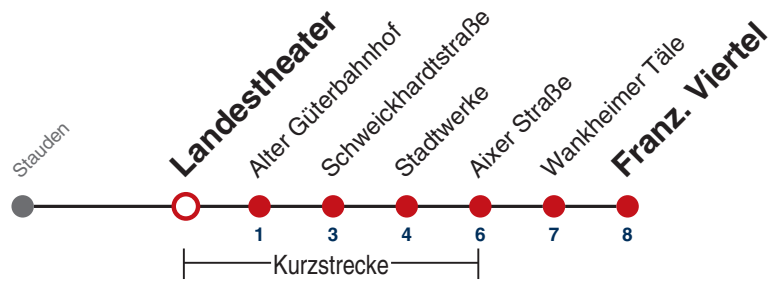 Stauden
Landestheater
Alter Güterbahnhof
Schweickhardtstraße
Stadtwerke
Aixer Straße
Wankheimer Täle
Franz. Viertel
1 3 4 6 7 8
Kurzstrecke